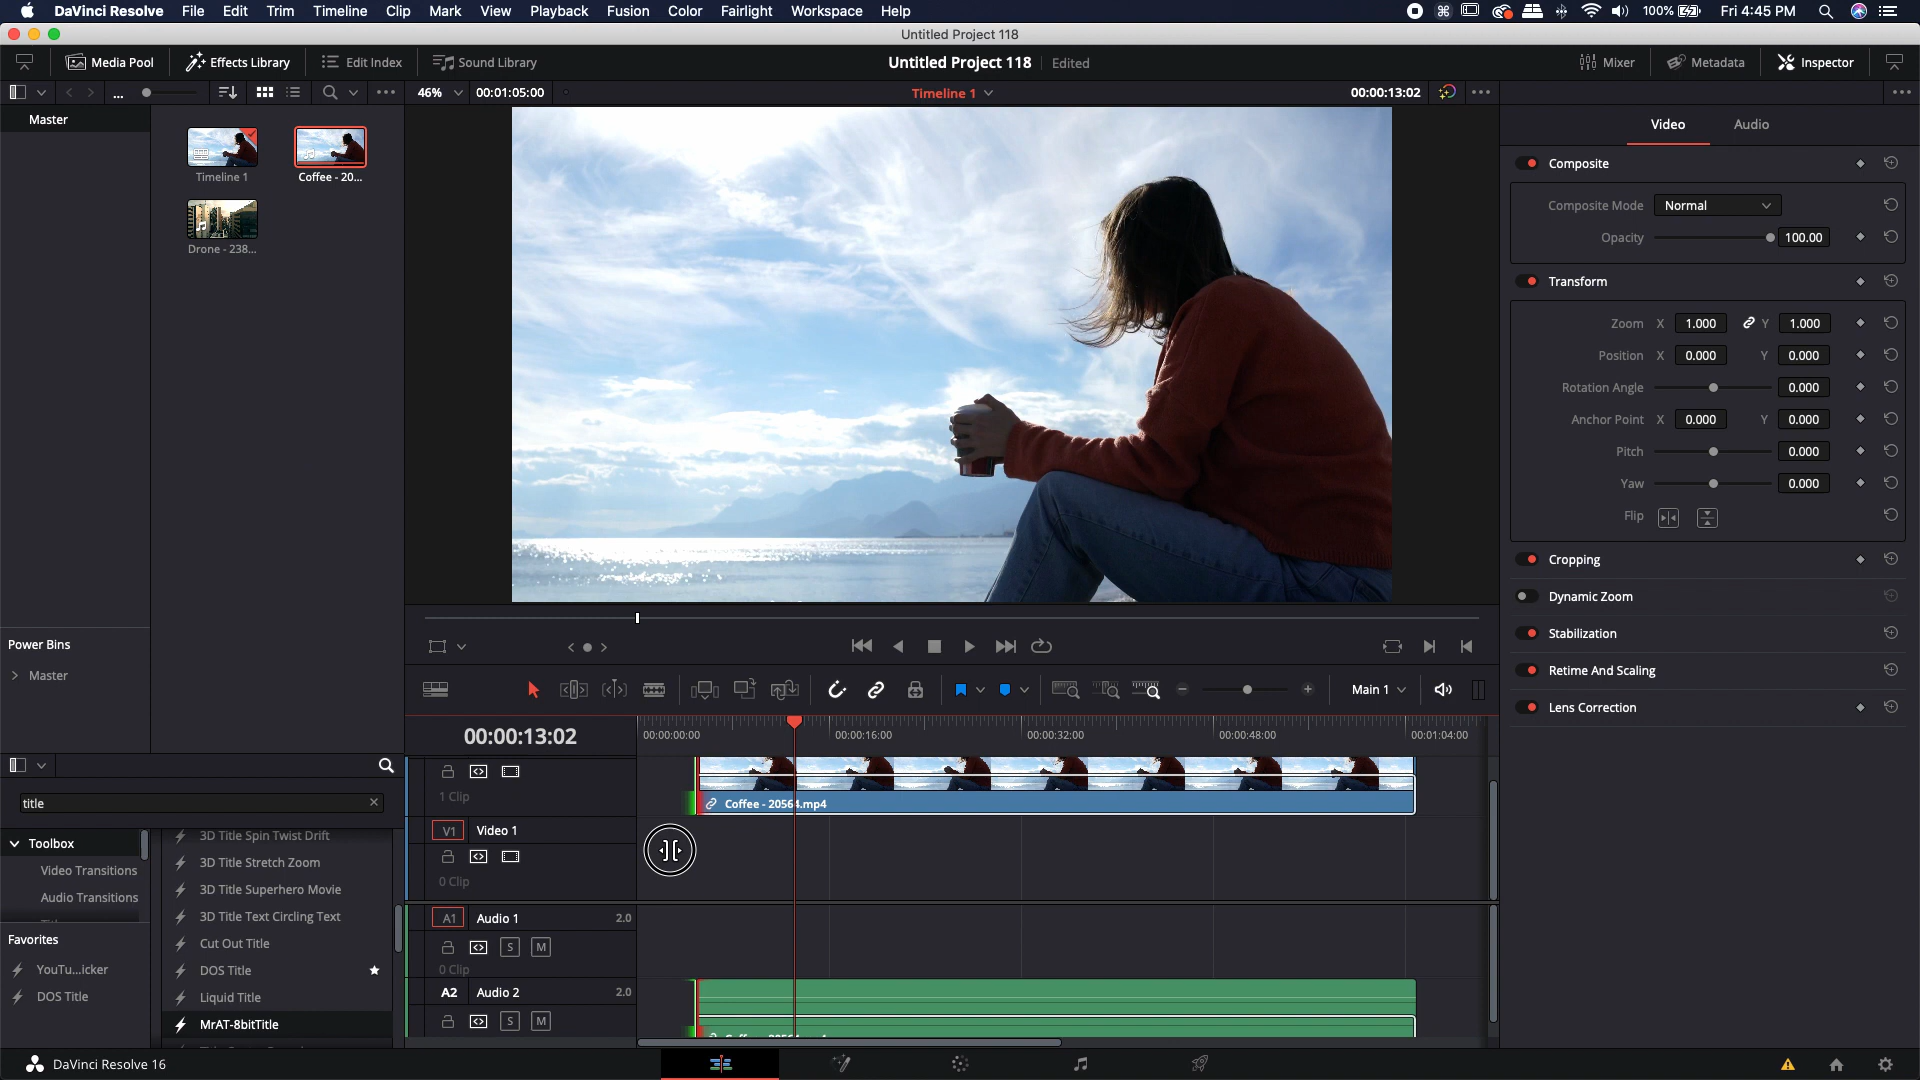 DaVinci Resolve File Edit Trim Timeline Clip Mark View Playback Fusion Color Fairlight Workspace Help 100% Fri 4:45 PM
Untitled Project 118
Media Pool Effects Library Edit Index Sound Library Untitled Project 118 Edited Mixer Metadata Inspector
... 46% 00:01:05:00 Timeline 1 00:00:13:02
Master
Timeline 1
Coffee - 20...
Drone - 238...
Video Audio
Composite
Composite Mode Normal
Opacity 100.00
Transform
Zoom X 1.000 Y 1.000
Position X 0.000 Y 0.000
Rotation Angle 0.000
Anchor Point X 0.000 Y 0.000
Pitch 0.000
Yaw 0.000
Flip
Cropping
Dynamic Zoom
Stabilization
Retime And Scaling
Lens Correction
Power Bins
Master
Main 1
00:00:13:02
00:00:00:00 00:00:16:00 00:00:32:00 00:00:48:00 00:01:04:00
1 Clip
Coffee - 20564.mp4
V1 Video 1
0 Clip
A1 Audio 1 2.0
S M
0 Clip
A2 Audio 2 2.0
S M
title
Toolbox
Video Transitions
Audio Transitions
Favorites
YouTu...icker
DOS Title
3D Title Spin Twist Drift
3D Title Stretch Zoom
3D Title Superhero Movie
3D Title Text Circling Text
Cut Out Title
DOS Title
Liquid Title
MrAT-8bitTitle
DaVinci Resolve 16